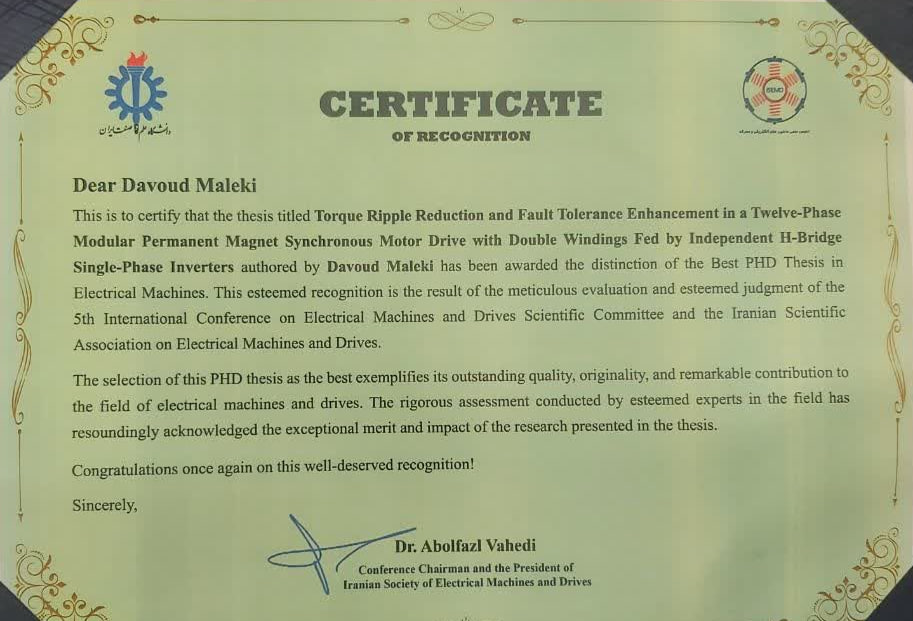 CERTIFICATE
OF RECOGNITION
دانشگاه علم و صنعت ایران
ISEMD
Dear Davoud Maleki
This is to certify that the thesis titled Torque Ripple Reduction and Fault Tolerance Enhancement in a Twelve-Phase
Modular Permanent Magnet Synchronous Motor Drive with Double Windings Fed by Independent H-Bridge
Single-Phase Inverters authored by Davoud Maleki has been awarded the distinction of the Best PHD Thesis in
Electrical Machines. This esteemed recognition is the result of the meticulous evaluation and esteemed judgment of the
5th International Conference on Electrical Machines and Drives Scientific Committee and the Iranian Scientific
Association on Electrical Machines and Drives.
The selection of this PHD thesis as the best exemplifies its outstanding quality, originality, and remarkable contribution to
the field of electrical machines and drives. The rigorous assessment conducted by esteemed experts in the field has
resoundingly acknowledged the exceptional merit and impact of the research presented in the thesis.
Congratulations once again on this well-deserved recognition!
Sincerely,
Dr. Abolfazl Vahedi
Conference Chairman and the President of
Iranian Society of Electrical Machines and Drives